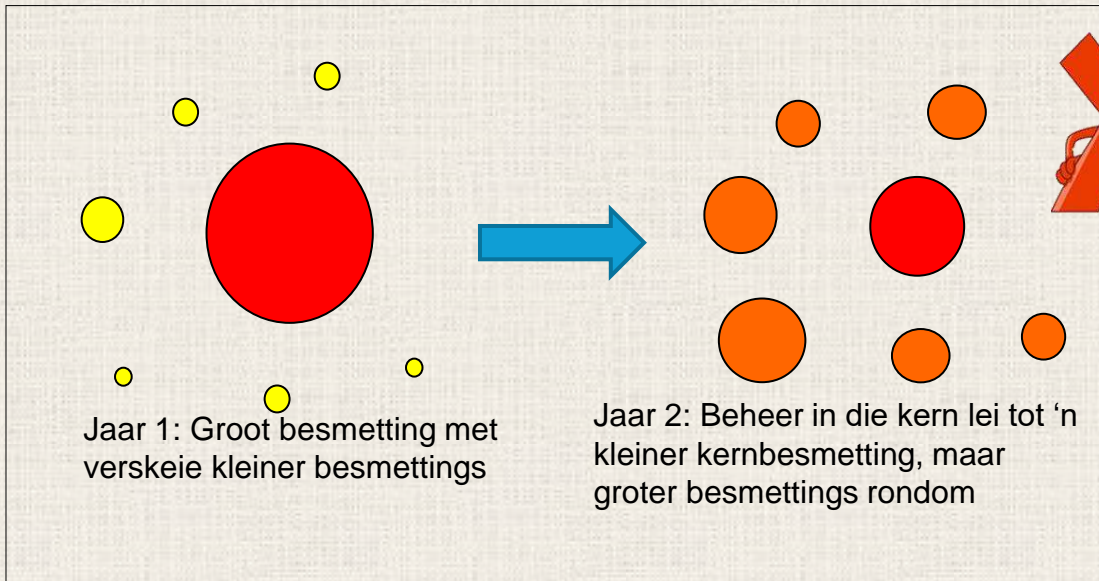 Jaar 1: Groot besmetting met
verskeie kleiner besmettings
Jaar 2: Beheer in die kern lei tot ‘n
kleiner kernbesmetting, maar
groter besmettings rondom